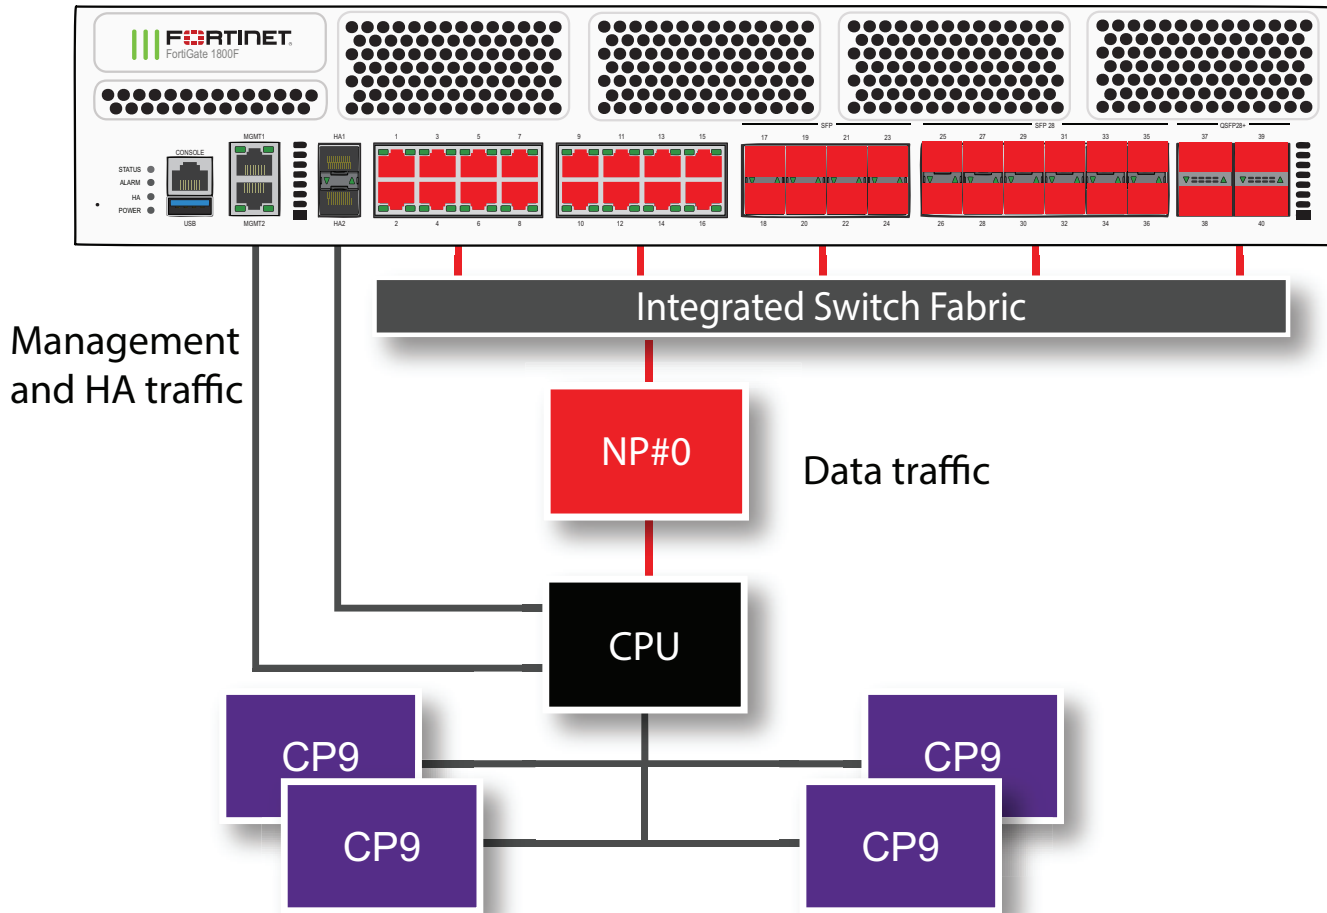 FORTINET
FortiGate 1800F
SFP
SFP 28
QSFP28+
MGMT1
HA1
1 3 5 7
9 11 13 15
17 19 21 23
25 27 29 31 33 35
37 39
CONSOLE
STATUS
ALARM
HA
POWER
USB
MGMT2
HA2
2 4 6 8
10 12 14 16
18 20 22 24
26 28 30 32 34 36
38 40
Integrated Switch Fabric
Management
and HA traffic
NP#0
Data traffic
CPU
CP9
CP9
CP9
CP9